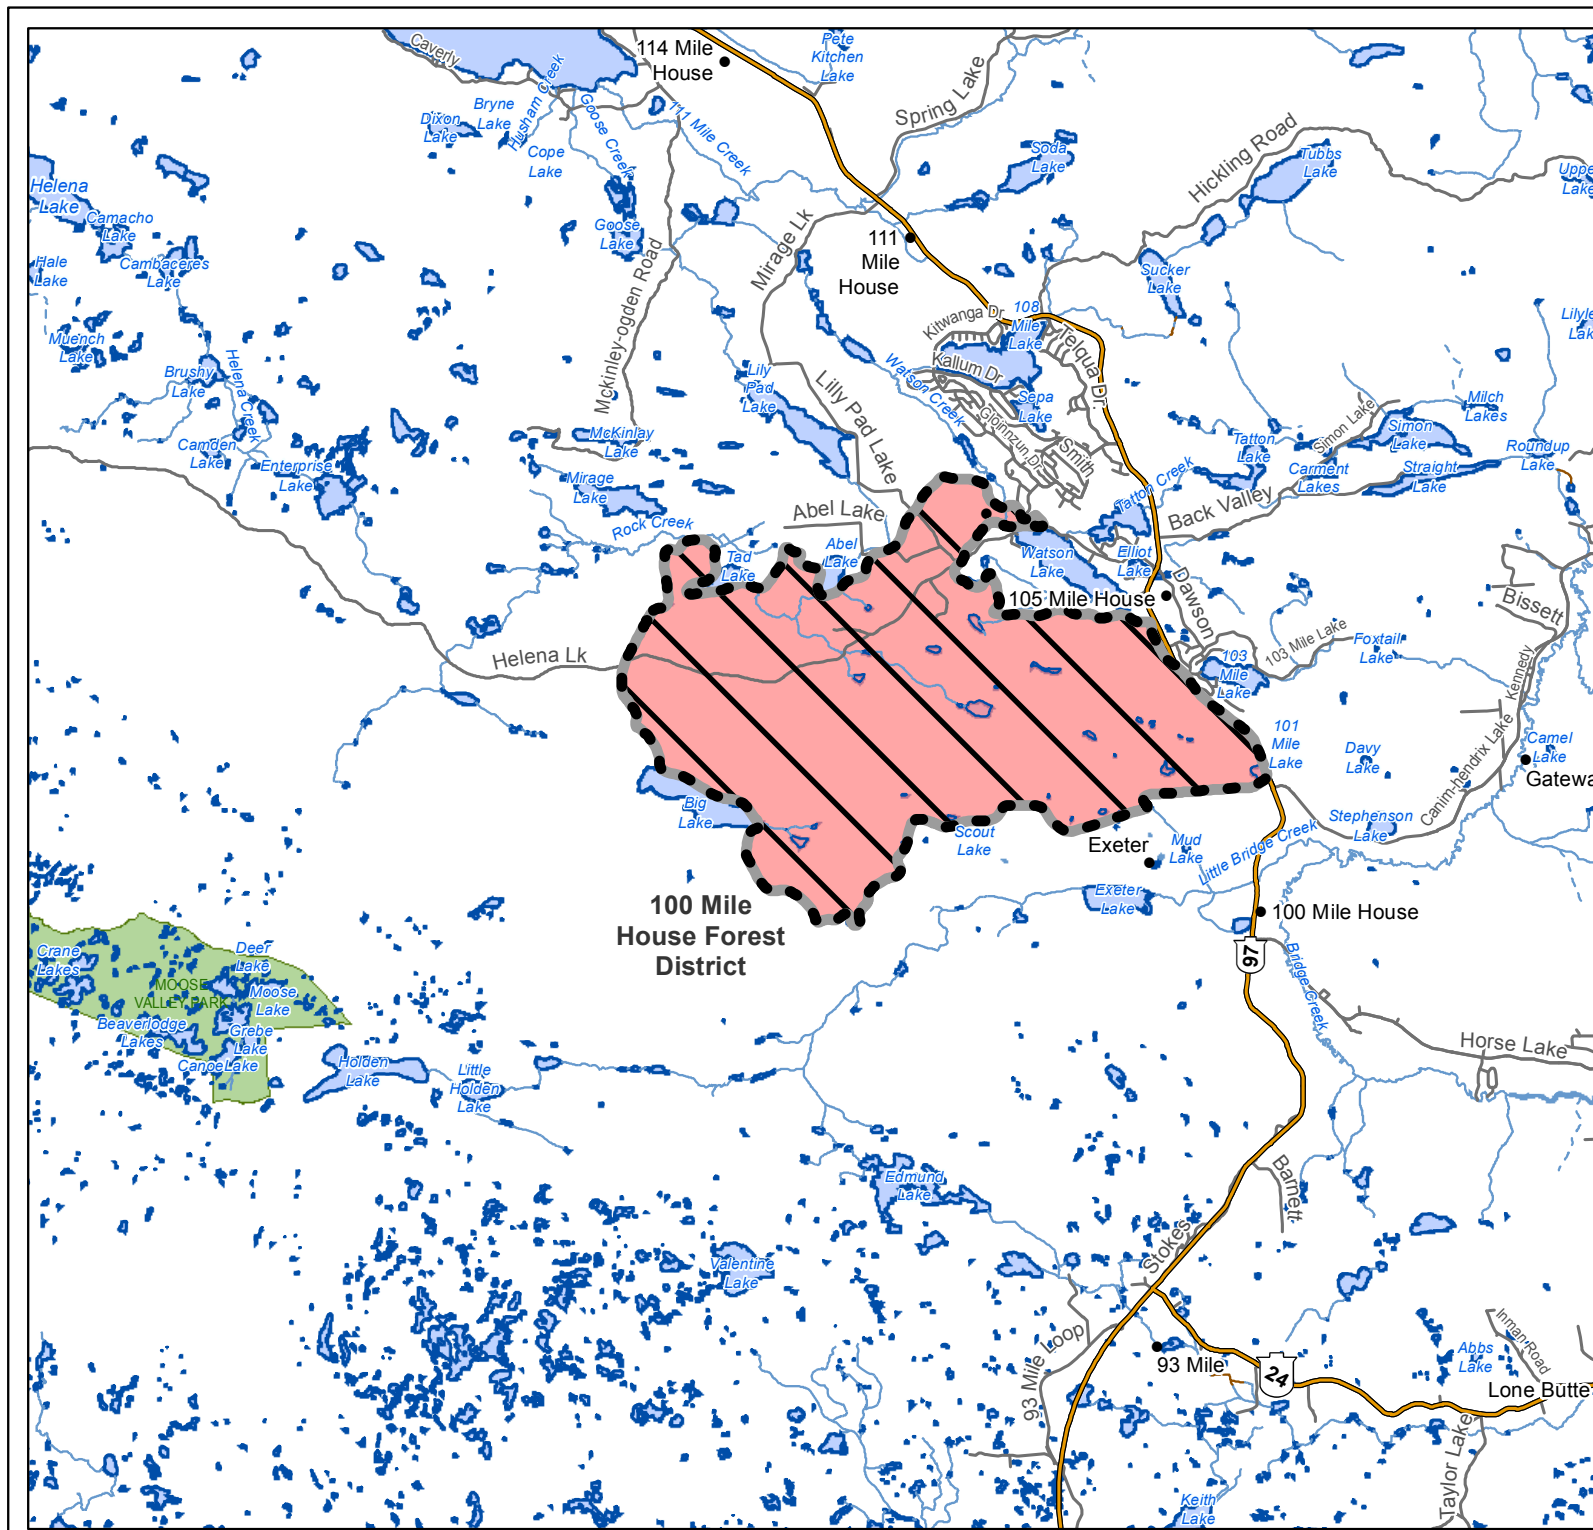 Caverly
114 Mile
House
Pete
Kitchen
Lake
Spring Lake
Bryne
Lake
Dixon
Lake
Husham Creek
Goose Creek
111 Mile Creek
Cope
Lake
Soda
Lake
Hickling Road
Tubbs
Lake
Helena
Lake
Camacho
Lake
Goose
Lake
Mirage Lk
111
Mile
House
Hale
Lake
Cambaceres
Lake
Mckinley-ogden Road
Sucker
Lake
Muench
Lake
Kitwanga Dr
108
Mile
Lake
Telqua Dr
Brushy
Lake
Helena Creek
Lily
Pad
Lake
Watson Creek
Kallum Dr
Lilly Pad Lake
Sepa
Lake
Gloinnzun Dr
Smith
Simon Lake
Milch
Lakes
Simon
Lake
Camden
Lake
Enterprise
Lake
McKinlay
Lake
Tatton
Lake
Roundup
Lake
Carment
Lakes
Straight
Lake
Mirage
Lake
Tatton Creek
Back Valley
Rock Creek
Abel Lake
Tad
Lake
Abel
Lake
Watson
Lake
Elliot
Lake
105 Mile House
Dawson
Bissett
Helena Lk
103 Mile Lake
Foxtail
Lake
103
Mile
Lake
Kennedy
101
Mile
Lake
Davy
Lake
Camel
Lake
Canim-hendrix Lake
Gatewa
Big
Lake
Scout
Lake
Exeter
Mud
Lake
Little Bridge Creek
Stephenson
Lake
Exeter
Lake
100 Mile
House Forest
District
100 Mile House
97
Bridge Creek
Crane
Lakes
Deer
Lake
MOOSE
VALLEY PARK
Moose
Lake
Beaverlodge
Lakes
Grebe
Lake
Canoe Lake
Holden
Lake
Little
Holden
Lake
Horse Lake
Edmund
Lake
Barnett
Stokes
Valentine
Lake
93 Mile Loop
93 Mile
24
Inman Road
Abbs
Lake
Lone Butte
Taylor Lake
Keith
Lake